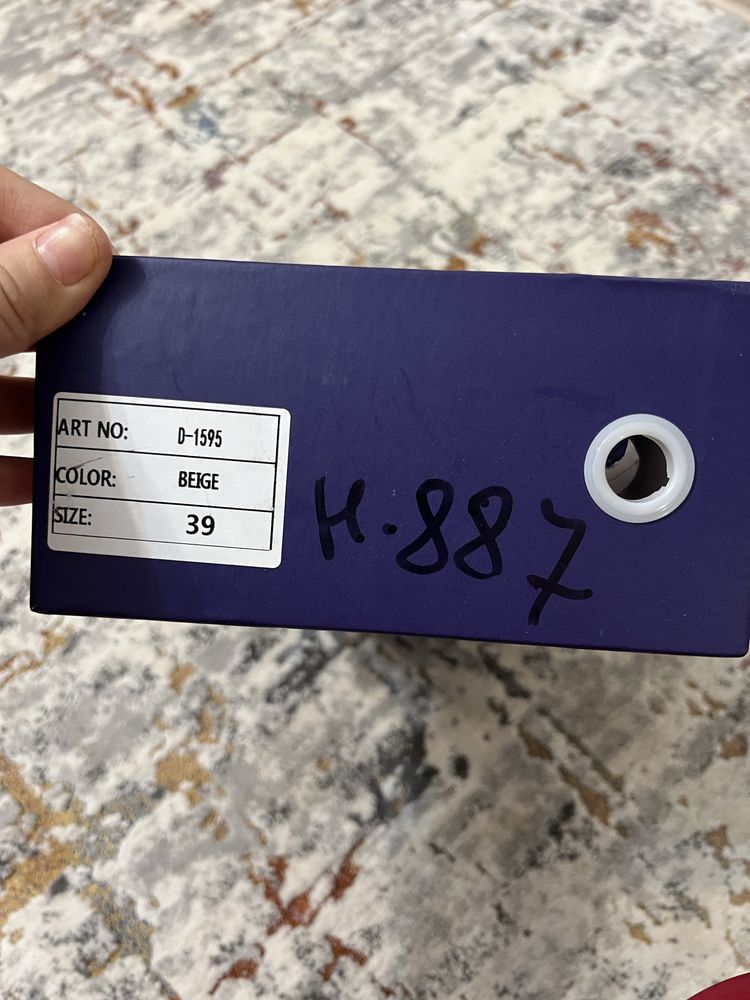 ART NO: D-1595
COLOR: BEIGE
SIZE: 39
H.887